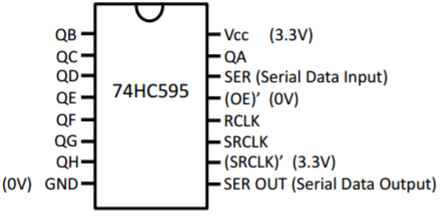 QB Vcc (3.3V)
QC QA
QD SER (Serial Data Input)
74HC595
QE (OE)’ (0V)
QF RCLK
QG SRCLK
QH (SRCLK)’ (3.3V)
(0V) GND SER OUT (Serial Data Output)